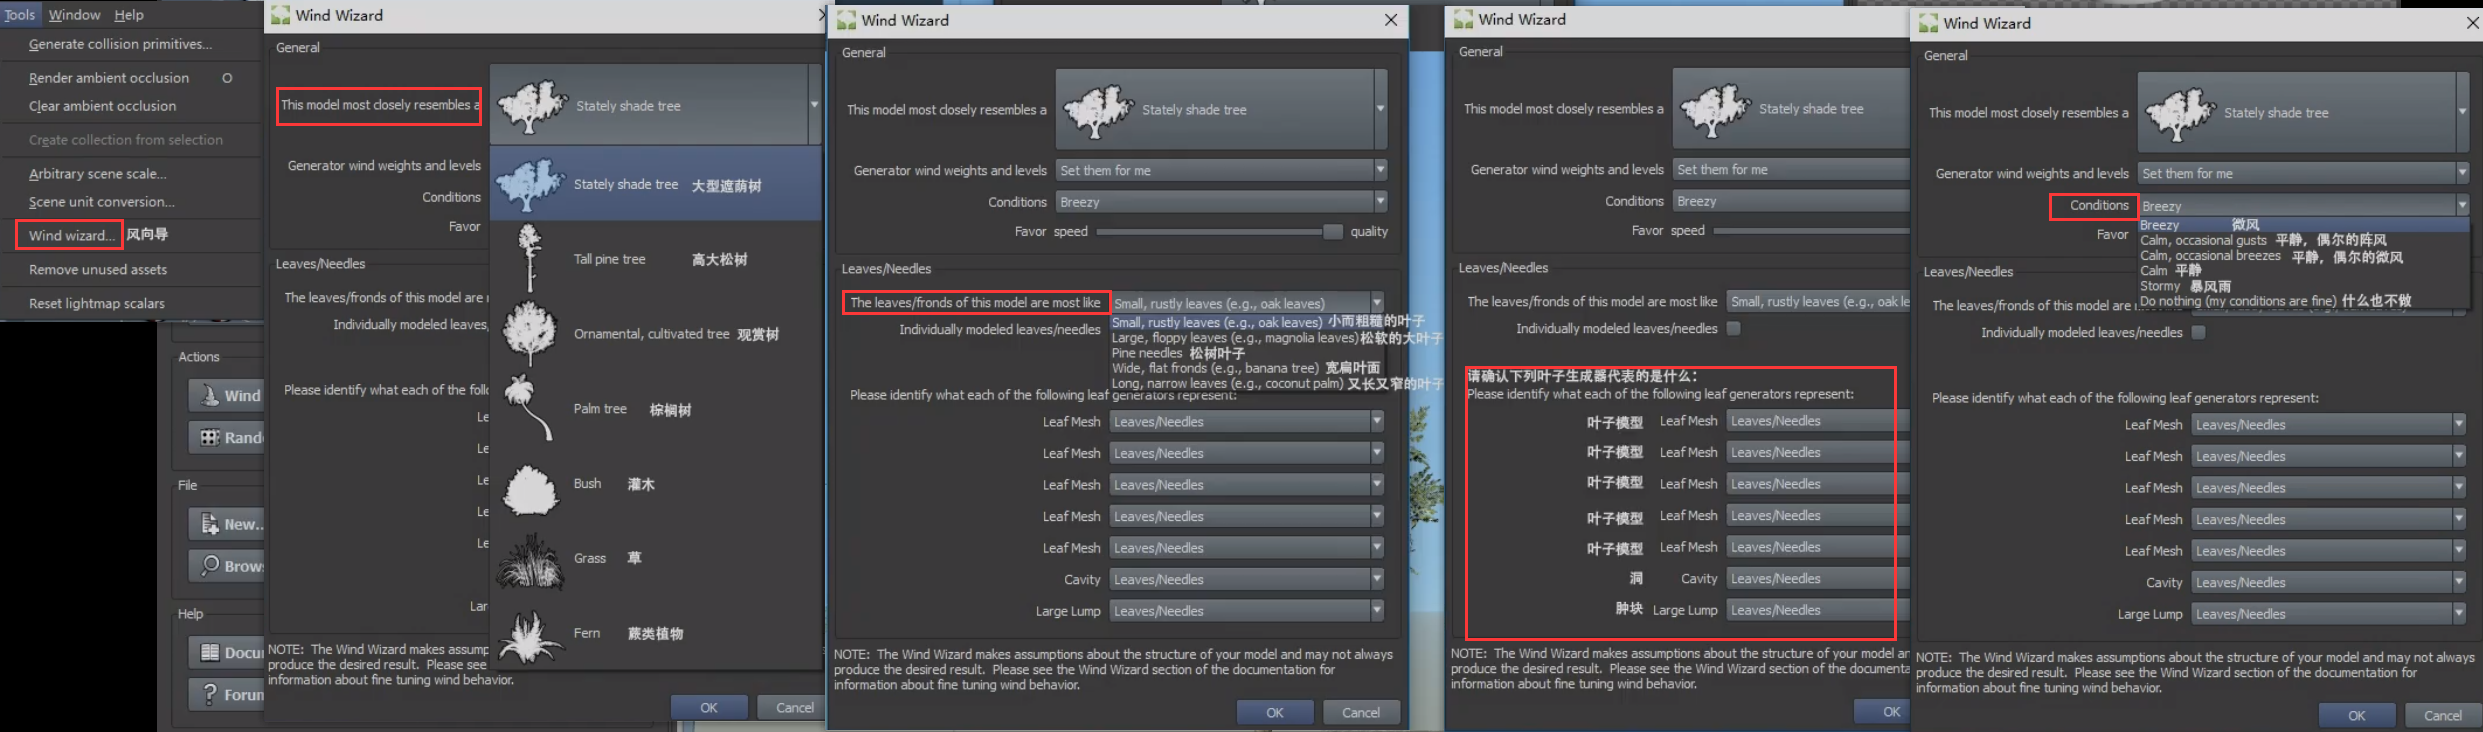 Tools Window Help
Generate collision primitives...
Render ambient occlusion O
Clear ambient occlusion
Create collection from selection
Arbitrary scene scale...
Scene unit conversion...
Wind wizard... 风向导
Remove unused assets
Reset lightmap scalars
Actions
Wind
Rand
File
New..
Brow
Help
Docu
Forun
Wind Wizard
General
This model most closely resembles a
Stately shade tree
Generator wind weights and levels
Conditions
Favor
Stately shade tree 大型遮荫树
Tall pine tree 高大松树
Ornamental, cultivated tree 观赏树
Palm tree 棕榈树
Bush 灌木
Grass 草
Fern 蕨类植物
Leaves/Needles
The leaves/fronds of this model are
Individually modeled leaves,
Please identify what each of the follo
Le
Le
Le
Le
Le
Lar
NOTE: The Wind Wizard makes assump
produce the desired result. Please see
information about fine tuning wind behavior.
OK Cancel
Wind Wizard
General
This model most closely resembles a Stately shade tree
Generator wind weights and levels Set them for me
Conditions Breezy
Favor speed quality
Leaves/Needles
The leaves/fronds of this model are most like Small, rustly leaves (e.g., oak leaves)
Individually modeled leaves/needles
Small, rustly leaves (e.g., oak leaves) 小而粗糙的叶子
Large, floppy leaves (e.g., magnolia leaves) 松软的大叶子
Pine needles 松树叶子
Wide, flat fronds (e.g., banana tree) 宽扁叶面
Long, narrow leaves (e.g., coconut palm) 又长又窄的叶子
Please identify what each of the following leaf generators represent:
Leaf Mesh Leaves/Needles
Leaf Mesh Leaves/Needles
Leaf Mesh Leaves/Needles
Leaf Mesh Leaves/Needles
Leaf Mesh Leaves/Needles
Cavity Leaves/Needles
Large Lump Leaves/Needles
NOTE: The Wind Wizard makes assumptions about the structure of your model and may not always
produce the desired result. Please see the Wind Wizard section of the documentation for
information about fine tuning wind behavior.
OK Cancel
Wind Wizard
General
This model most closely resembles a Stately shade tree
Generator wind weights and levels Set them for me
Conditions Breezy
Favor speed
Leaves/Needles
The leaves/fronds of this model are most like Small, rustly leaves (e.g., oak le
Individually modeled leaves/needles
请确认下列叶子生成器代表的是什么:
Please identify what each of the following leaf generators represent:
叶子模型 Leaf Mesh Leaves/Needles
叶子模型 Leaf Mesh Leaves/Needles
叶子模型 Leaf Mesh Leaves/Needles
叶子模型 Leaf Mesh Leaves/Needles
叶子模型 Leaf Mesh Leaves/Needles
洞 Cavity Leaves/Needles
肿块 Large Lump Leaves/Needles
NOTE: The Wind Wizard makes assumptions about the structure of your model ar
produce the desired result. Please see the Wind Wizard section of the documenta
information about fine tuning wind behavior.
OK
Wind Wizard
General
This model most closely resembles a Stately shade tree
Generator wind weights and levels Set them for me
Conditions Breezy
Favor
Breezy 微风
Calm, occasional gusts 平静，偶尔的阵风
Calm, occasional breezes 平静，偶尔的微风
Calm 平静
Stormy 暴风雨
Do nothing (my conditions are fine) 什么也不做
Leaves/Needles
The leaves/fronds of this model are
Individually modeled leaves/needles
Please identify what each of the following leaf generators represent:
Leaf Mesh Leaves/Needles
Leaf Mesh Leaves/Needles
Leaf Mesh Leaves/Needles
Leaf Mesh Leaves/Needles
Leaf Mesh Leaves/Needles
Cavity Leaves/Needles
Large Lump Leaves/Needles
NOTE: The Wind Wizard makes assumptions about the structure of your model and may not always
produce the desired result. Please see the Wind Wizard section of the documentation for
information about fine tuning wind behavior.
OK Cancel